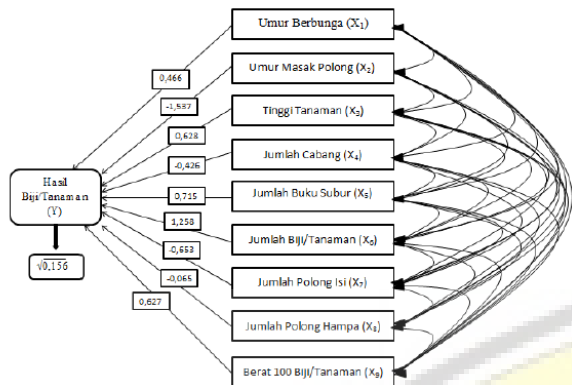 Umur Berbunga (X₁)
Umur Masak Polong (X₂)
Tinggi Tanaman (X₃)
Jumlah Cabang (X₄)
Jumlah Buku Subur (X₅)
Jumlah Biji/Tanaman (X₆)
Jumlah Polong Isi (X₇)
Jumlah Polong Hampa (X₈)
Berat 100 Biji/Tanaman (X₉)
0,466
-1,537
0,628
-0,426
0,715
1,258
-0,653
-0,065
0,627
Hasil
Biji/Tanaman
(Y)
√0,156